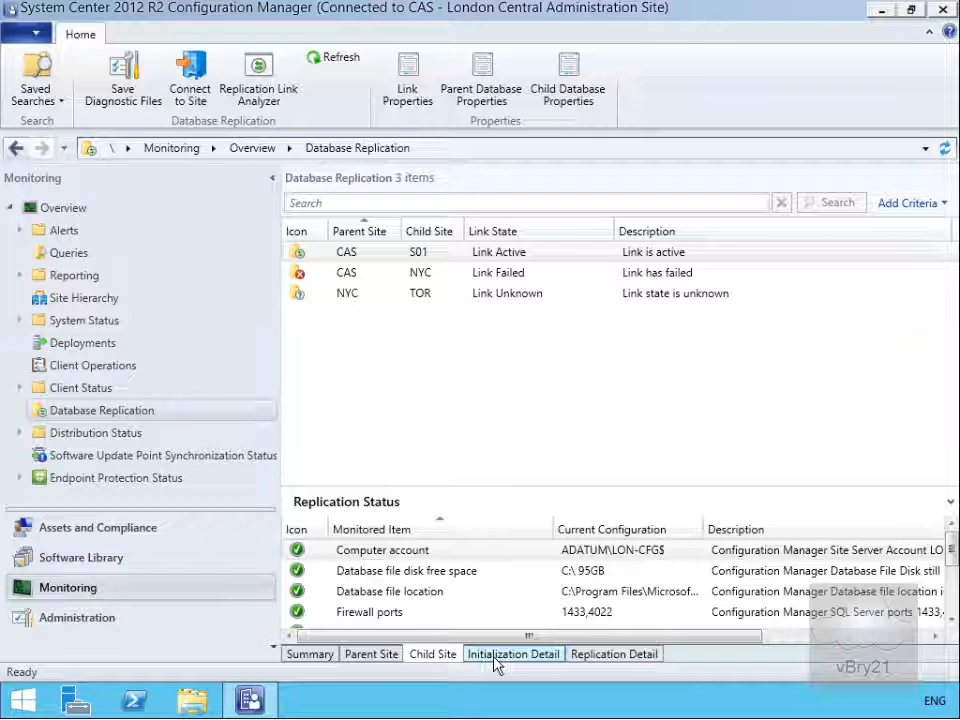 System Center 2012 R2 Configuration Manager (Connected to CAS - London Central Administration Site)
Home
Saved Searches
Save Diagnostic Files
Connect to Site
Replication Link Analyzer
Refresh
Link Properties
Parent Database Properties
Child Database Properties
Search
Database Replication
Properties
\ Monitoring Overview Database Replication
Monitoring
Overview
Alerts
Queries
Reporting
Site Hierarchy
System Status
Deployments
Client Operations
Client Status
Database Replication
Distribution Status
Software Update Point Synchronization Status
Endpoint Protection Status
Assets and Compliance
Software Library
Monitoring
Administration
Database Replication 3 items
Search Search Add Criteria
Icon Parent Site Child Site Link State Description
CAS S01 Link Active Link is active
CAS NYC Link Failed Link has failed
NYC TOR Link Unknown Link state is unknown
Replication Status
Icon Monitored Item Current Configuration Description
Computer account ADATUM\LON-CFG$ Configuration Manager Site Server Account LO
Database file disk free space C:\ 95GB Configuration Manager Database File Disk still
Database file location C:\Program Files\Microsof... Configuration Manager Database file location i
Firewall ports 1433,4022 Configuration Manager SQL Server ports 1433,
Summary Parent Site Child Site Initialization Detail Replication Detail
vBry21
Ready
ENG